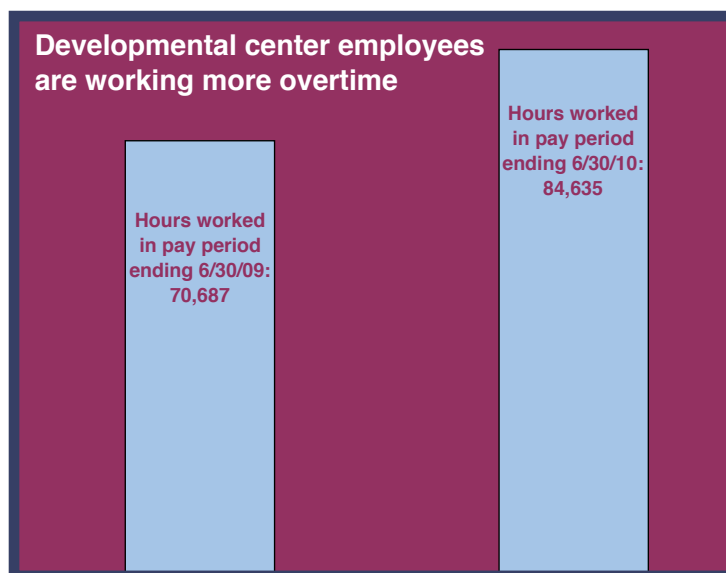 Developmental center employees
are working more overtime
Hours worked
in pay period
ending 6/30/09:
70,687
Hours worked
in pay period
ending 6/30/10:
84,635